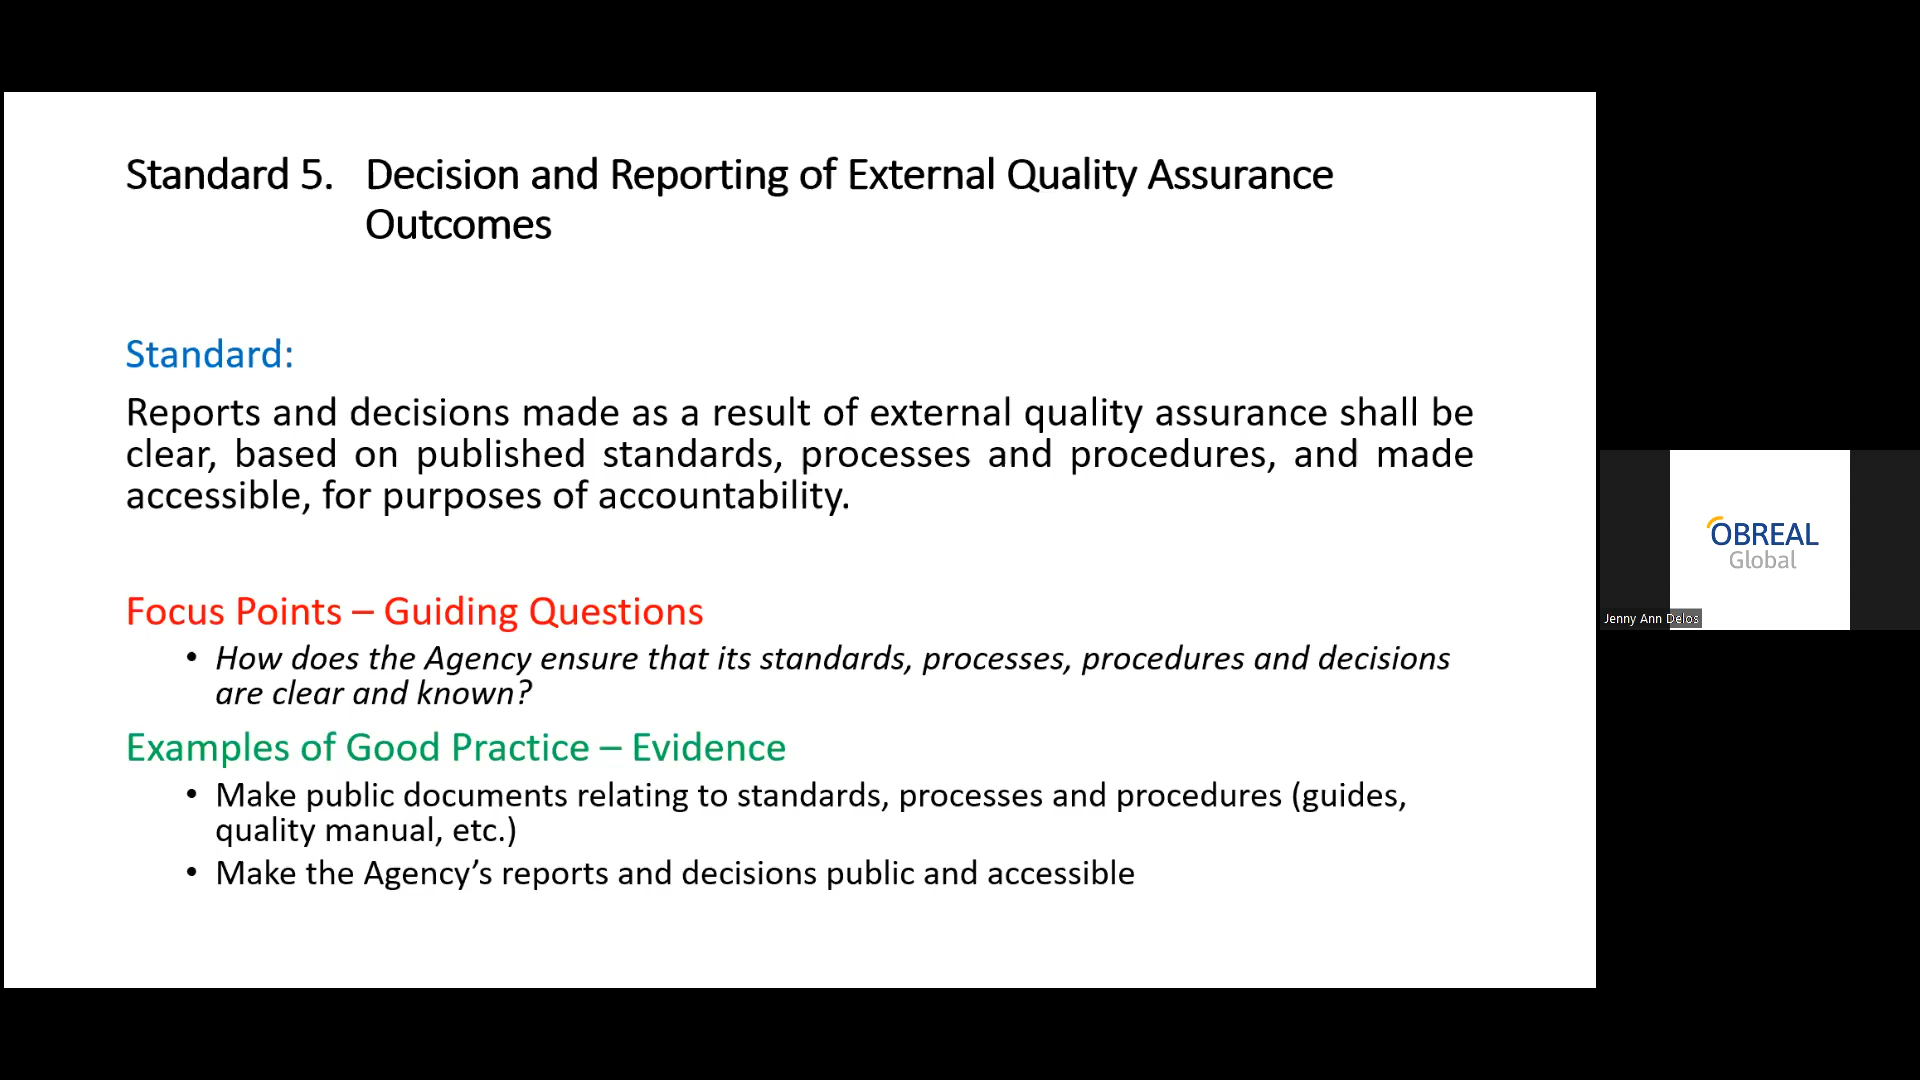 Standard 5. Decision and Reporting of External Quality Assurance
Outcomes
Standard:
Reports and decisions made as a result of external quality assurance shall be
clear, based on published standards, processes and procedures, and made
accessible, for purposes of accountability.
Focus Points – Guiding Questions
• How does the Agency ensure that its standards, processes, procedures and decisions
are clear and known?
Examples of Good Practice – Evidence
• Make public documents relating to standards, processes and procedures (guides,
quality manual, etc.)
• Make the Agency’s reports and decisions public and accessible
OBREAL
Global
Jenny Ann Delos